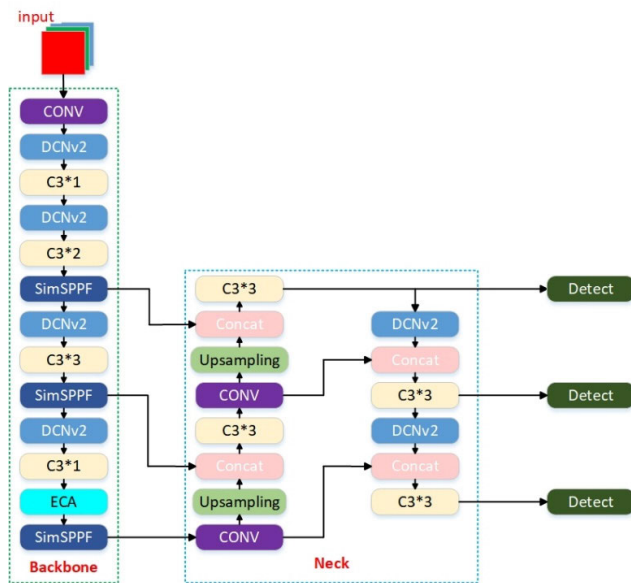 input
CONV
DCNv2
C3*1
DCNv2
C3*2
SimSPPF
DCNv2
C3*3
SimSPPF
DCNv2
C3*1
ECA
SimSPPF
Backbone
C3*3
Concat
Upsampling
CONV
C3*3
Concat
Upsampling
CONV
DCNv2
Concat
C3*3
DCNv2
Concat
C3*3
Neck
Detect
Detect
Detect